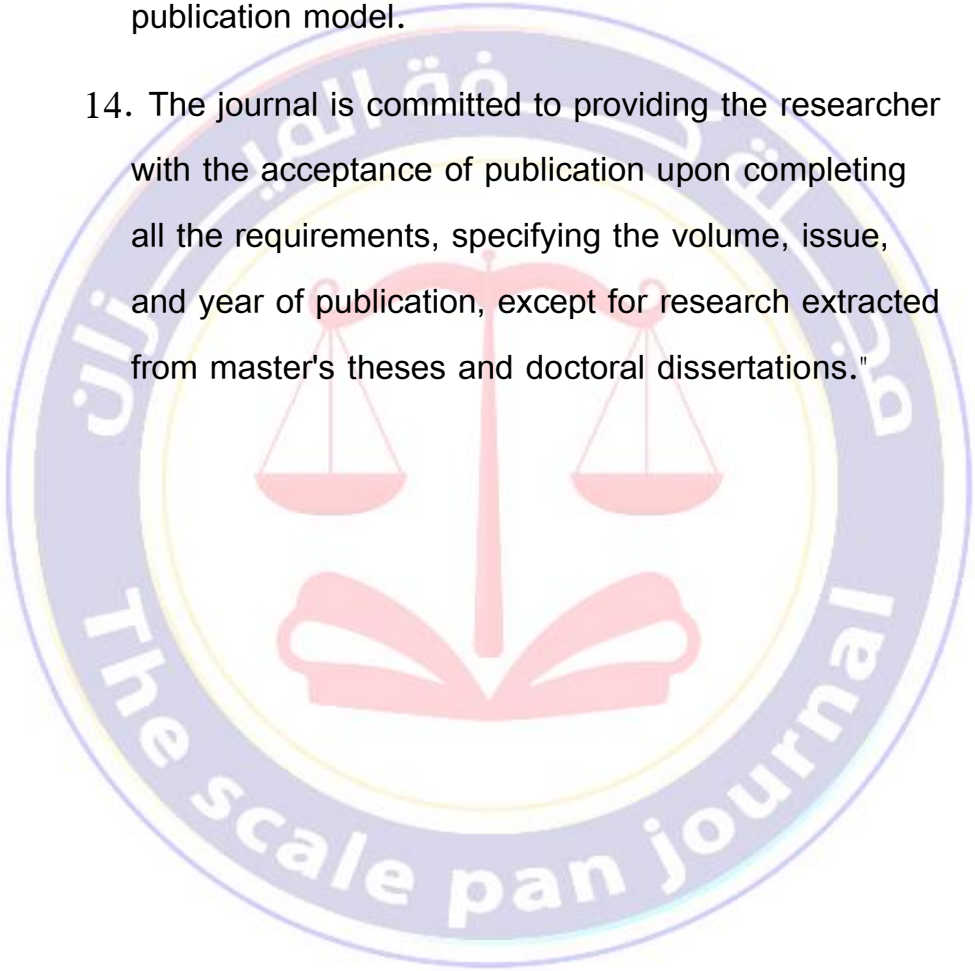 publication model.
14. The journal is committed to providing the researcher
with the acceptance of publication upon completing
all the requirements, specifying the volume, issue,
and year of publication, except for research extracted
from master's theses and doctoral dissertations."
The scale pan journal